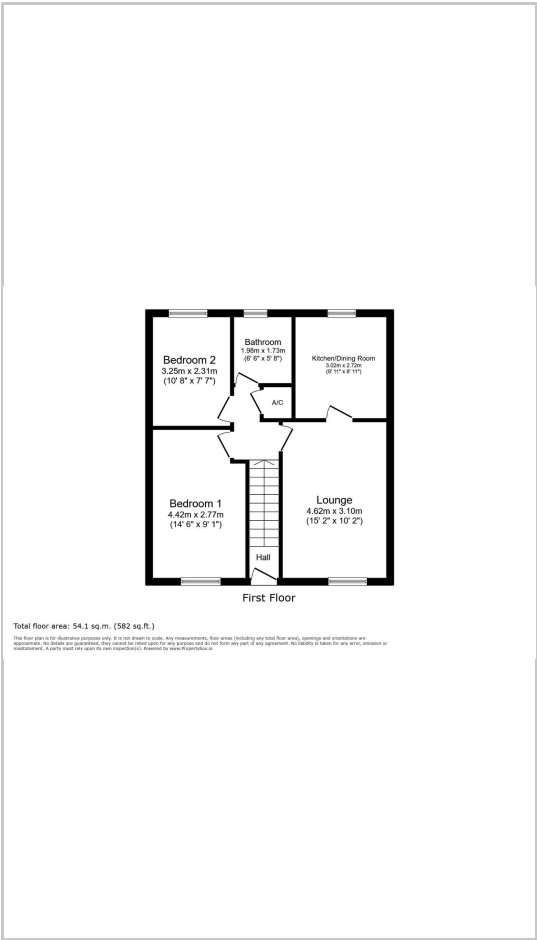 Bedroom 2
3.25m x 2.31m
(10' 8" x 7' 7")
Bathroom
1.98m x 1.73m
(6' 6" x 5' 8")
Kitchen/Dining Room
3.02m x 2.72m
(9' 11" x 8' 11")
A/C
Bedroom 1
4.42m x 2.77m
(14' 6" x 9' 1")
Lounge
4.62m x 3.10m
(15' 2" x 10' 2")
Hall
First Floor
Total floor area: 54.1 sq.m. (582 sq.ft.)
This floor plan is for illustrative purposes only. It is not drawn to scale. Any measurements, floor areas (including any total floor area), openings and orientations are
approximate. No details are guaranteed, they cannot be relied upon for any purpose and do not form any part of any agreement. No liability is taken for any error, omission or
misstatement. A party must rely upon its own inspection(s). Powered by www.Propertybox.io